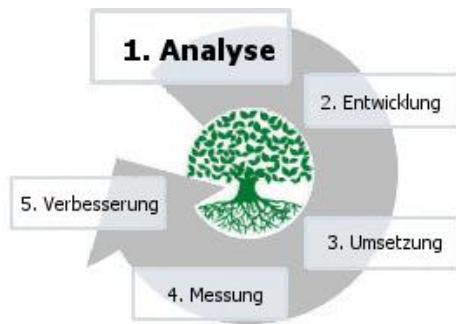 1. Analyse
2. Entwicklung
3. Umsetzung
4. Messung
5. Verbesserung